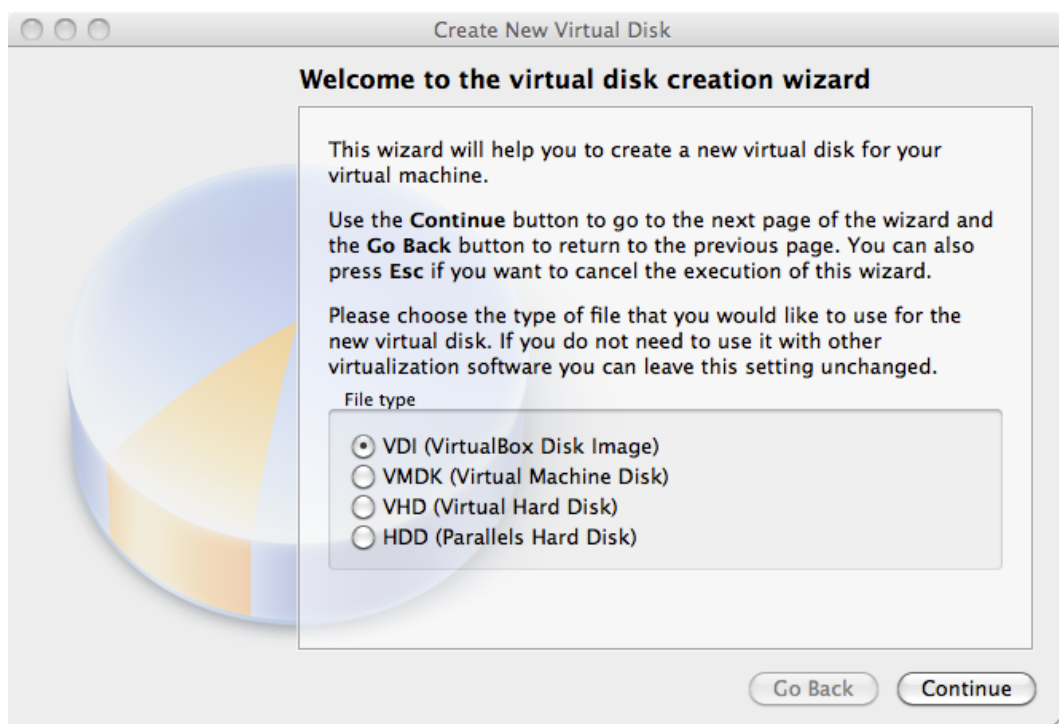 Create New Virtual Disk
Welcome to the virtual disk creation wizard
This wizard will help you to create a new virtual disk for your
virtual machine.
Use the Continue button to go to the next page of the wizard and
the Go Back button to return to the previous page. You can also
press Esc if you want to cancel the execution of this wizard.
Please choose the type of file that you would like to use for the
new virtual disk. If you do not need to use it with other
virtualization software you can leave this setting unchanged.
File type
VDI (VirtualBox Disk Image)
VMDK (Virtual Machine Disk)
VHD (Virtual Hard Disk)
HDD (Parallels Hard Disk)
Go Back Continue